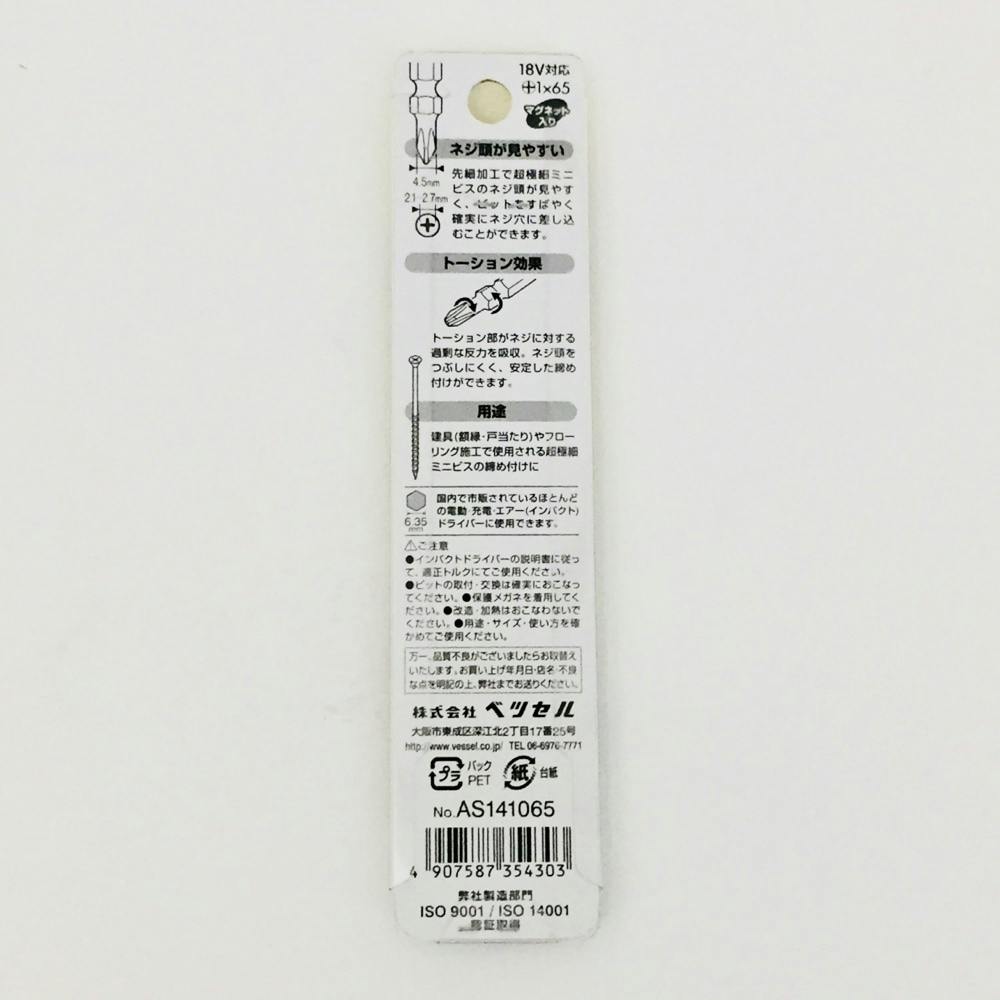 18V対応
⊕1×65
マグネット
入り
ネジ頭が見やすい
4.5mm
2.1 2.7mm
先細加工で超極細ミニ
ビスのネジ頭が見やす
く、ビットをすばやく
確実にネジ穴に差し込
むことができます。
トーション効果
トーション部がネジに対する
過剰な反力を吸収。ネジ頭を
つぶしにくく、安定した締め
付けができます。
用途
建具(額縁・戸当たり)やフロー
リング施工で使用される超極細
ミニビスの締め付けに
6.35
mm
国内で市販されているほとんど
の電動・充電・エアー(インパクト)
ドライバーに使用できます。
⚠ご注意
●インパクトドライバーの説明書に従っ
て、適正トルクにてご使用ください。
●ビットの取付・交換は確実におこなっ
てください。●保護メガネを着用してく
ださい。●改造・加熱はおこなわないで
ください。●用途・サイズ・使い方を確
かめてご使用ください。
万一、品質不良がございましたらお取替え
いたします。お買い上げ年月日・店名・不良
な点を明記の上、弊社までお送りください。
株式会社 ベッセル
大阪市東成区深江北2丁目17番25号
http://www.vessel.co.jp/ TEL 06-6976-7771
プラ パック PET 紙 台紙
No.AS141065
4 907587 354303
弊社製造部門
ISO 9001 / ISO 14001
認証取得